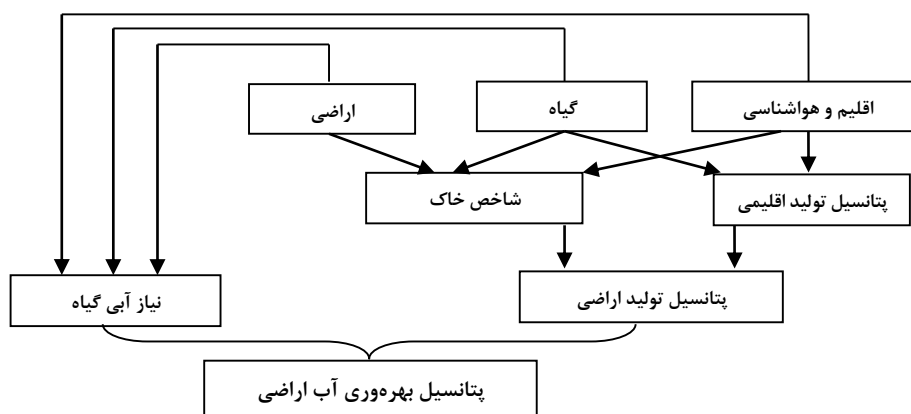 اقلیم و هواشناسی
گیاه
اراضی
پتانسیل تولید اقلیمی
شاخص خاک
پتانسیل تولید اراضی
نیاز آبی گیاه
پتانسیل بهره‌وری آب اراضی